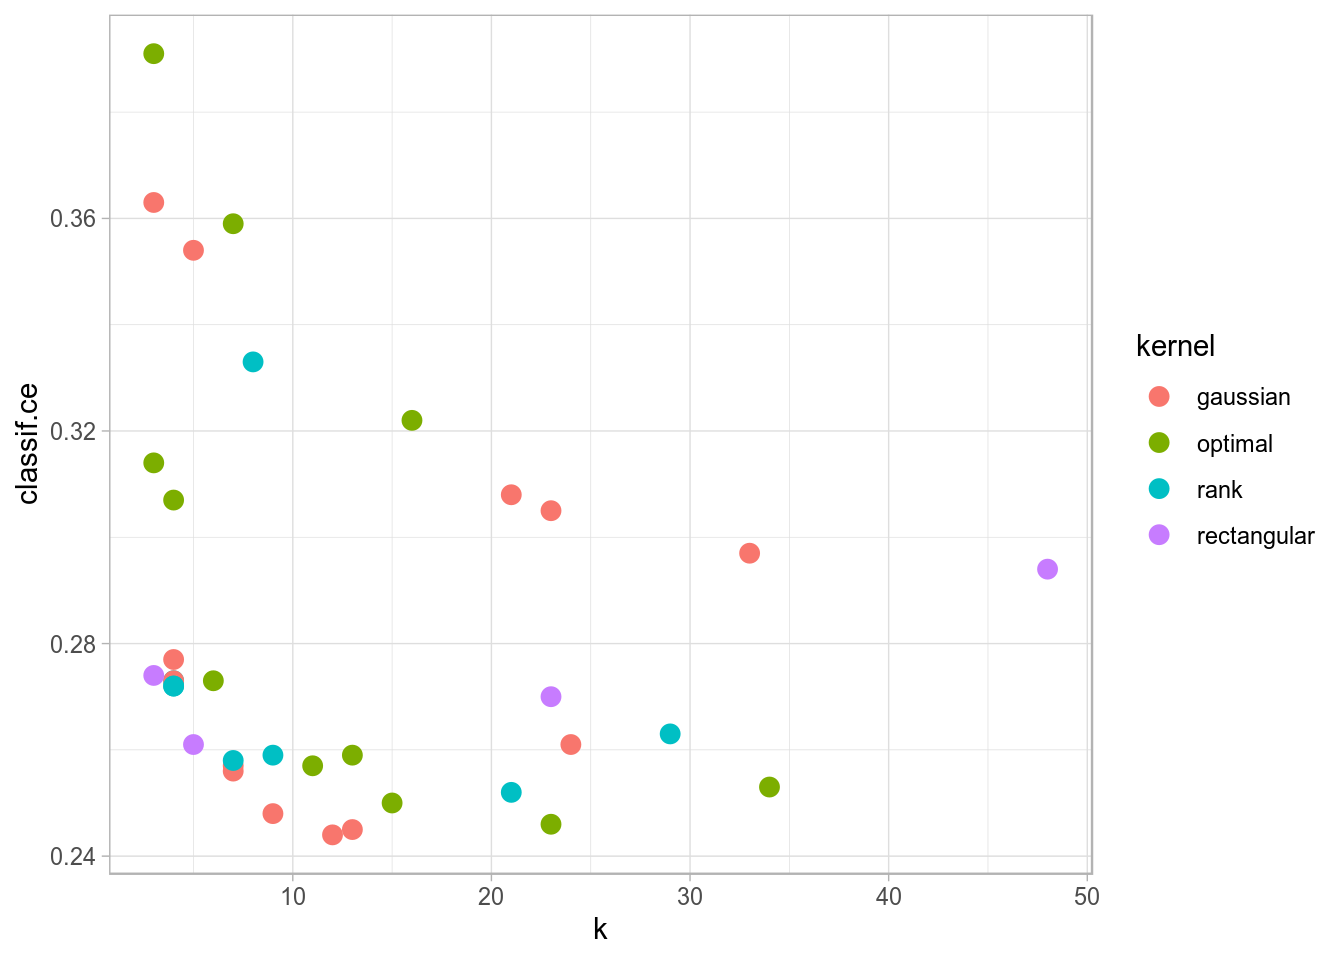 0.36
0.32
0.28
0.24
classif.ce
10 20 30 40 50
k
kernel
gaussian
optimal
rank
rectangular